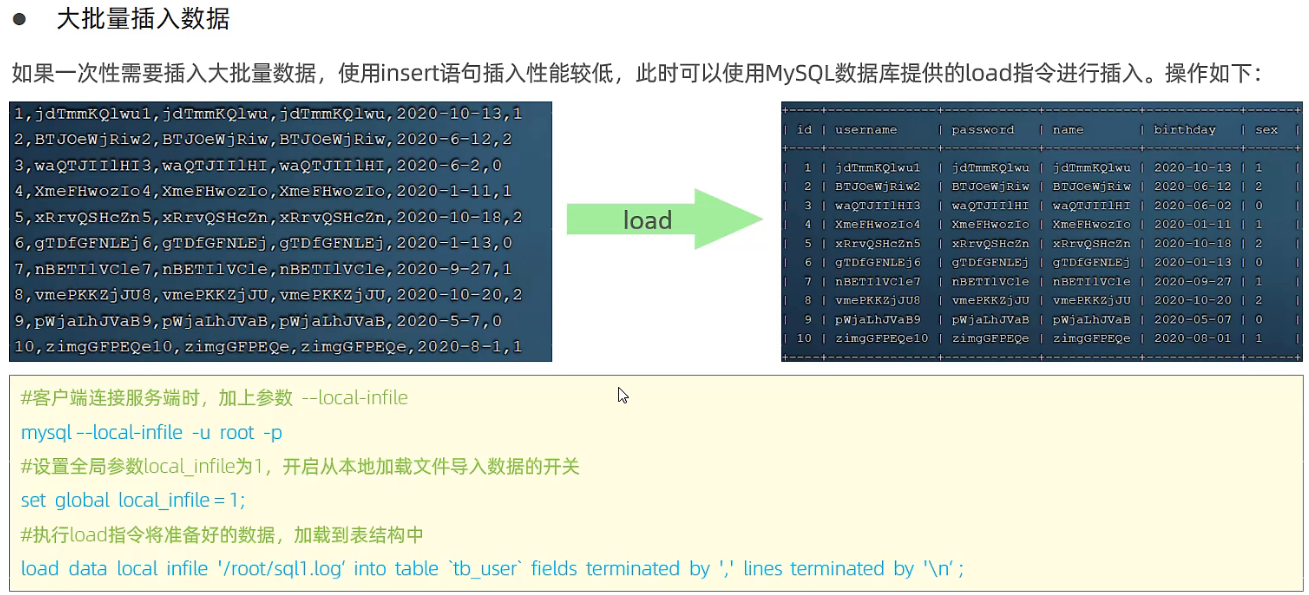 ● 大批量插入数据
如果一次性需要插入大批量数据，使用insert语句插入性能较低，此时可以使用MySQL数据库提供的load指令进行插入。操作如下：
1,jdTmmKQlwu1,jdTmmKQlwu,jdTmmKQlwu,2020-10-13,1
2,BTJOeWjRiw2,BTJOeWjRiw,BTJOeWjRiw,2020-6-12,2
3,waQTJIIlHI3,waQTJIIlHI,waQTJIIlHI,2020-6-2,0
4,XmeFHwozIo4,XmeFHwozIo,XmeFHwozIo,2020-1-11,1
5,xRrvQSHcZn5,xRrvQSHcZn,xRrvQSHcZn,2020-10-18,2
6,gTDfGFNLEj6,gTDfGFNLEj,gTDfGFNLEj,2020-1-13,0
7,nBETIlVCle7,nBETIlVCle,nBETIlVCle,2020-9-27,1
8,vmePKKZjJU8,vmePKKZjJU,vmePKKZjJU,2020-10-20,2
9,pWjaLhJVaB9,pWjaLhJVaB,pWjaLhJVaB,2020-5-7,0
10,zimgGFPEQe10,zimgGFPEQe,zimgGFPEQe,2020-8-1,1
load
| id | username | password | name | birthday | sex |
| 1 | jdTmmKQlwu1 | jdTmmKQlwu | jdTmmKQlwu | 2020-10-13 | 1 |
| 2 | BTJOeWjRiw2 | BTJOeWjRiw | BTJOeWjRiw | 2020-06-12 | 2 |
| 3 | waQTJIIlHI3 | waQTJIIlHI | waQTJIIlHI | 2020-06-02 | 0 |
| 4 | XmeFHwozIo4 | XmeFHwozIo | XmeFHwozIo | 2020-01-11 | 1 |
| 5 | xRrvQSHcZn5 | xRrvQSHcZn | xRrvQSHcZn | 2020-10-18 | 2 |
| 6 | gTDfGFNLEj6 | gTDfGFNLEj | gTDfGFNLEj | 2020-01-13 | 0 |
| 7 | nBETIlVCle7 | nBETIlVCle | nBETIlVCle | 2020-09-27 | 1 |
| 8 | vmePKKZjJU8 | vmePKKZjJU | vmePKKZjJU | 2020-10-20 | 2 |
| 9 | pWjaLhJVaB9 | pWjaLhJVaB | pWjaLhJVaB | 2020-05-07 | 0 |
| 10 | zimgGFPEQe10 | zimgGFPEQe | zimgGFPEQe | 2020-08-01 | 1 |
#客户端连接服务端时，加上参数 --local-infile
mysql --local-infile -u root -p
#设置全局参数local_infile为1，开启从本地加载文件导入数据的开关
set global local_infile = 1;
#执行load指令将准备好的数据，加载到表结构中
load data local infile '/root/sql1.log’ into table `tb_user` fields terminated by ',' lines terminated by '\n’ ;